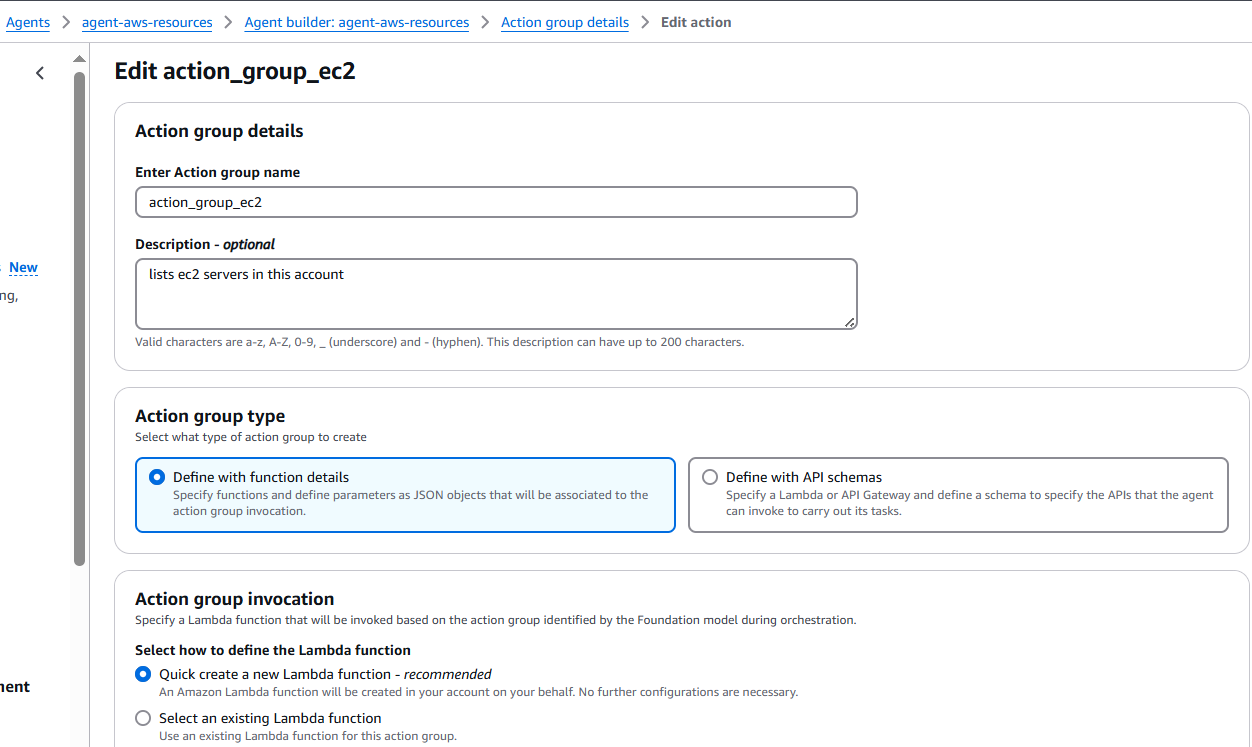 Agents > agent-aws-resources > Agent builder: agent-aws-resources > Action group details > Edit action
Edit action_group_ec2
Action group details
Enter Action group name
action_group_ec2
Description - optional
lists ec2 servers in this account
New
ng,
Valid characters are a-z, A-Z, 0-9, _ (underscore) and - (hyphen). This description can have up to 200 characters.
Action group type
Select what type of action group to create
Define with function details
Specify functions and define parameters as JSON objects that will be associated to the
action group invocation.
Define with API schemas
Specify a Lambda or API Gateway and define a schema to specify the APIs that the agent
can invoke to carry out its tasks.
Action group invocation
Specify a Lambda function that will be invoked based on the action group identified by the Foundation model during orchestration.
Select how to define the Lambda function
Quick create a new Lambda function - recommended
An Amazon Lambda function will be created in your account on your behalf. No further configurations are necessary.
nent
Select an existing Lambda function
Use an existing Lambda function for this action group.